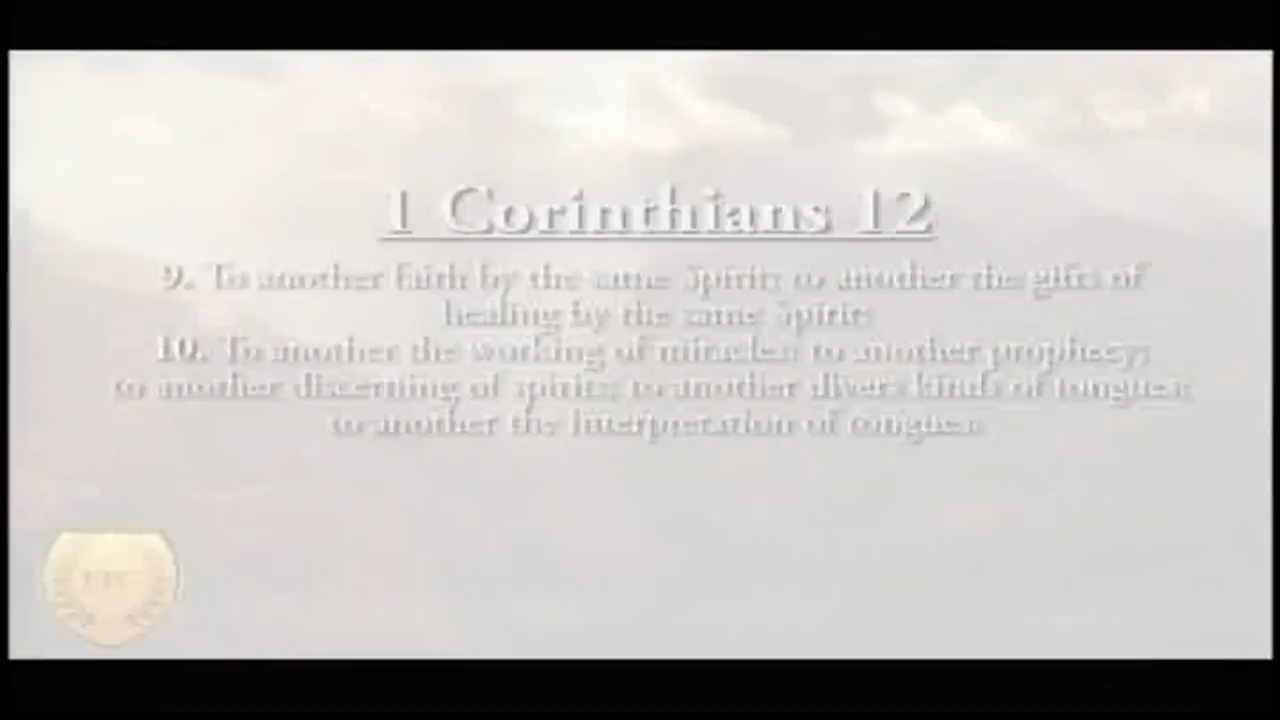 1 Corinthians 12
9. To another faith by the same Spirit; to another the gifts of
healing by the same Spirit;
10. To another the working of miracles; to another prophecy;
to another discerning of spirits; to another divers kinds of tongues;
to another the interpretation of tongues: